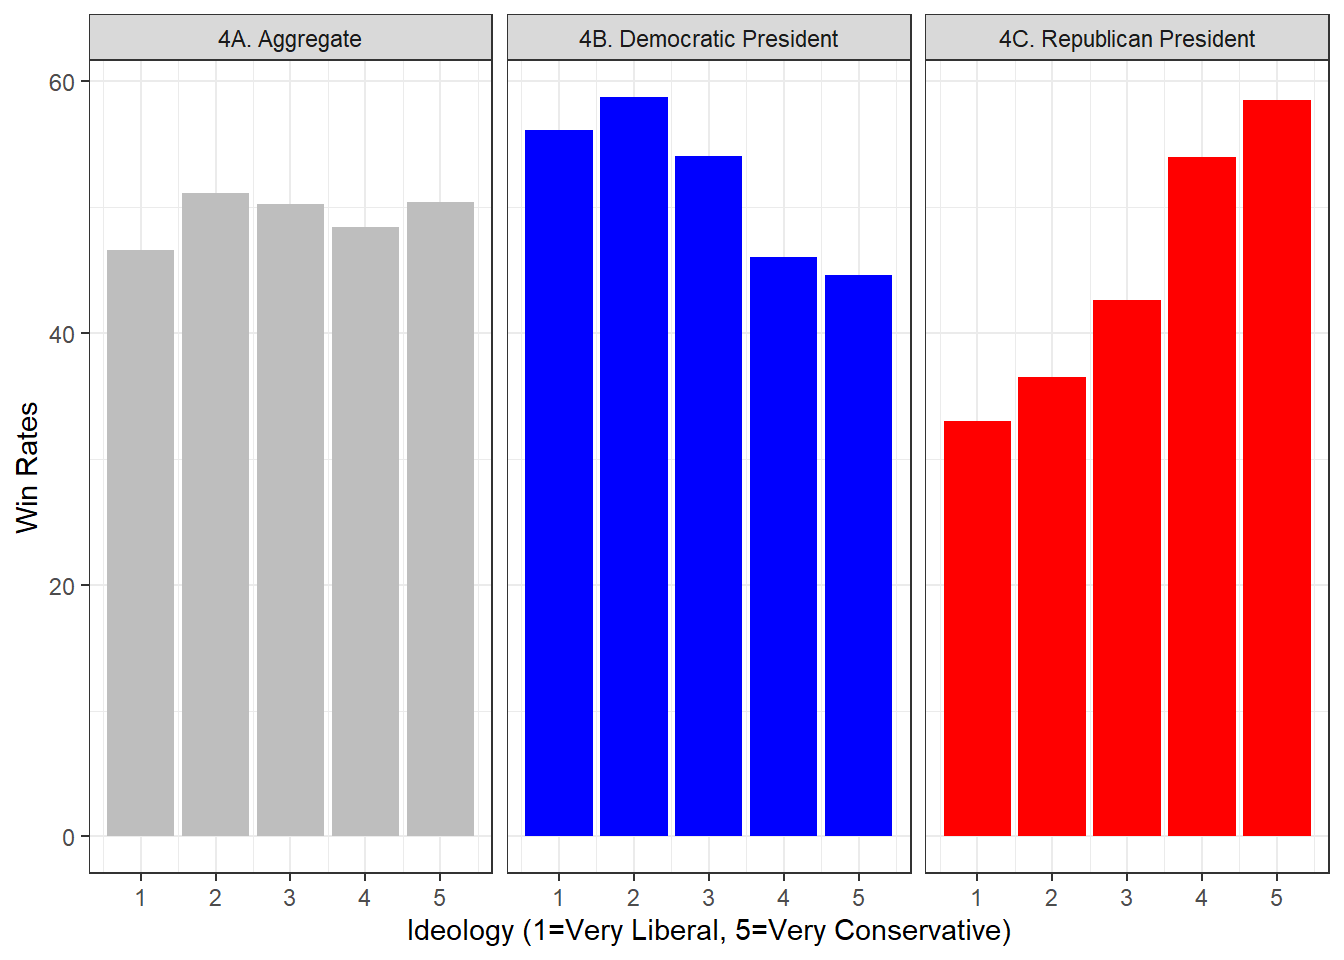 4A. Aggregate
4B. Democratic President
4C. Republican President
60
40
20
0
Win Rates
1 2 3 4 5
1 2 3 4 5
1 2 3 4 5
Ideology (1=Very Liberal, 5=Very Conservative)